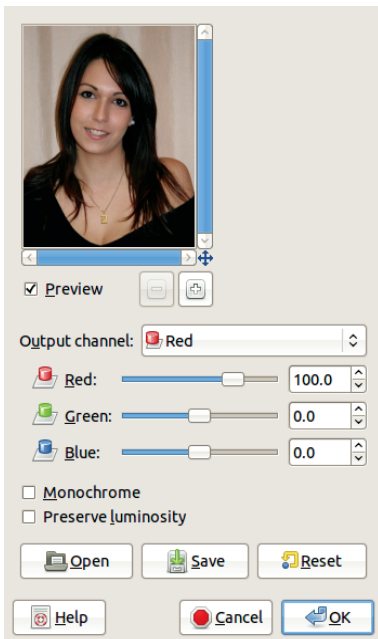 Preview
Output channel: Red
Red: 100.0
Green: 0.0
Blue: 0.0
Monochrome
Preserve luminosity
Open Save Reset
Help Cancel OK